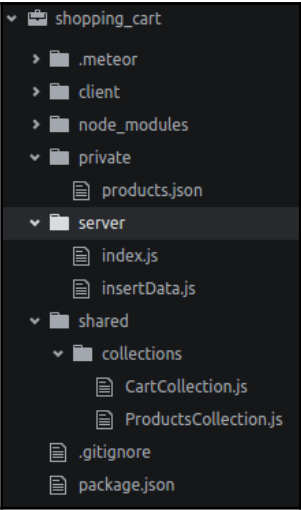 shopping_cart
.meteor
client
node_modules
private
products.json
server
index.js
insertData.js
shared
collections
CartCollection.js
ProductsCollection.js
.gitignore
package.json